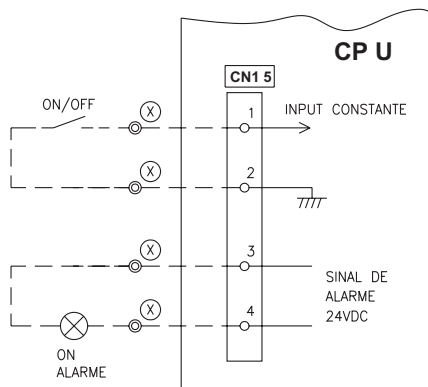 CP U
CN1 5
ON/OFF
X
1
INPUT CONSTANTE
X
2
X
3
SINAL DE
ALARME
24VDC
X
4
ON
ALARME